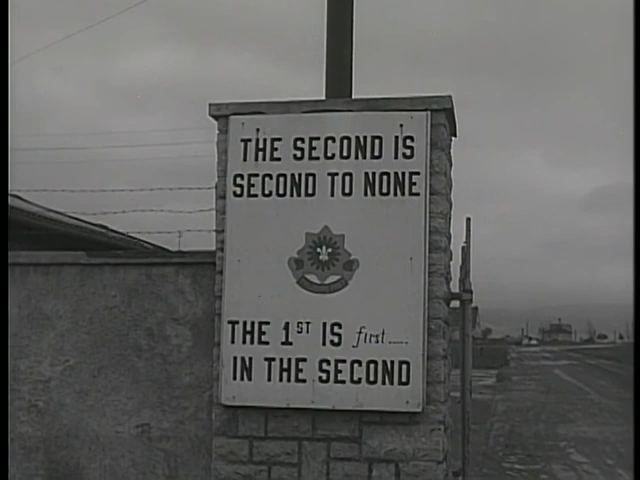 THE SECOND IS
SECOND TO NONE
THE 1ST IS first.....
IN THE SECOND